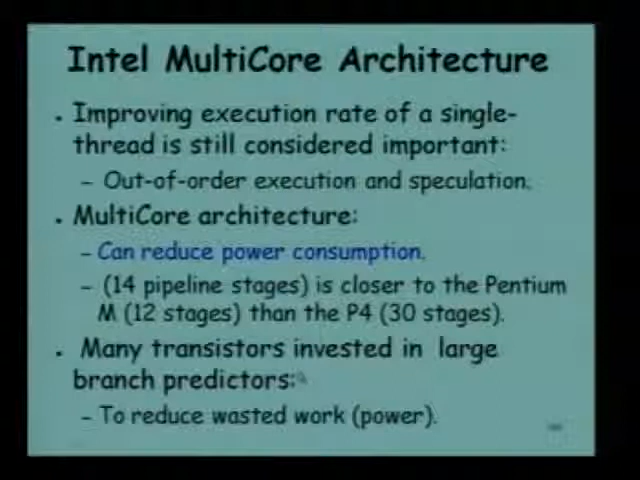 Intel MultiCore Architecture
• Improving execution rate of a single-
thread is still considered important:
– Out-of-order execution and speculation.
• MultiCore architecture:
– Can reduce power consumption.
– (14 pipeline stages) is closer to the Pentium
M (12 stages) than the P4 (30 stages).
• Many transistors invested in large
branch predictors:
– To reduce wasted work (power).